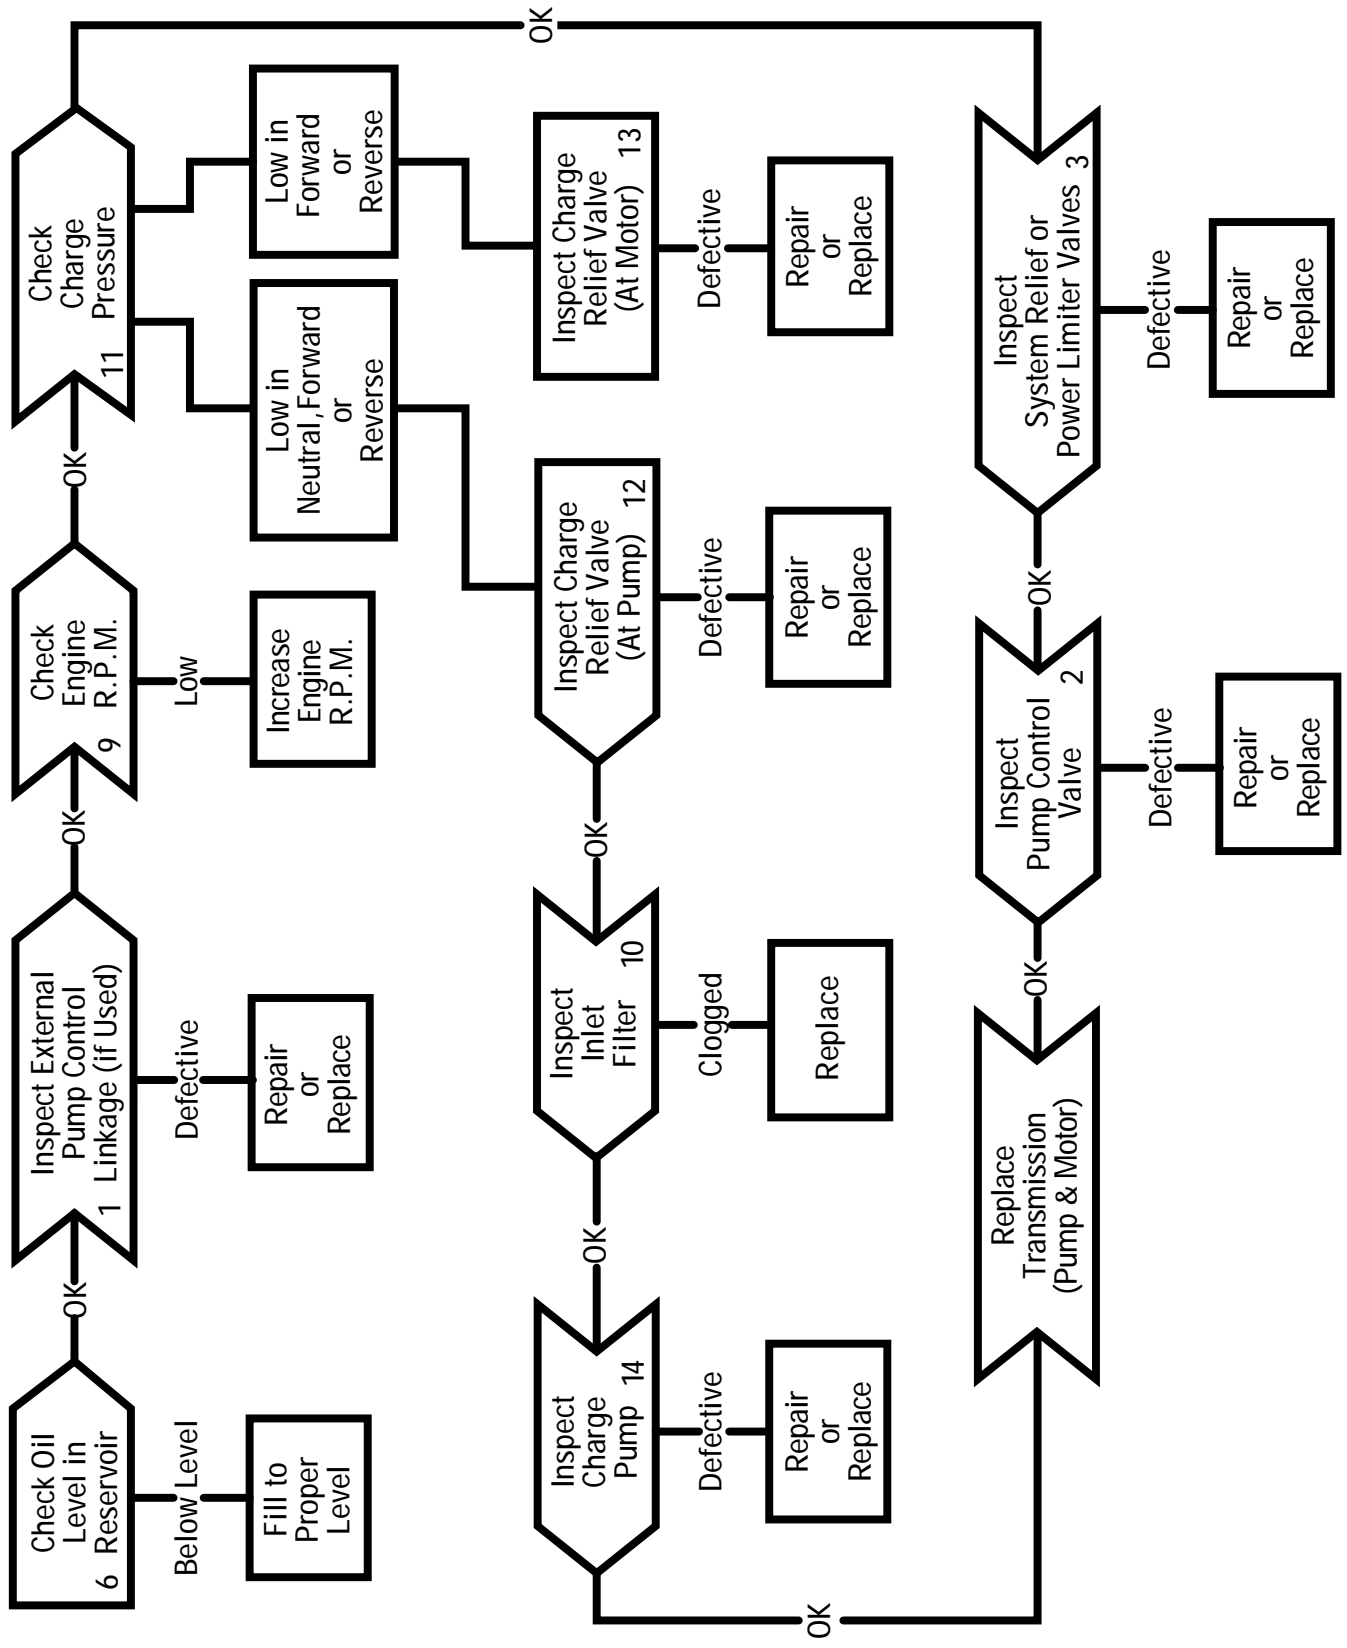 Check Oil
Level in
6 Reservoir
OK
Inspect External
Pump Control
1 Linkage (if Used)
OK
Check
Engine
9 R.P.M.
OK
Check
Charge
11 Pressure
OK
Below Level
Defective
Low
Fill to
Proper
Level
Repair
or
Replace
Increase
Engine
R.P.M.
Low in
Neutral,Forward
or
Reverse
Low in
Forward
or
Reverse
Inspect
Charge
Pump 14
OK
Inspect
Inlet
Filter 10
OK
Inspect Charge
Relief Valve
(At Pump) 12
Inspect Charge
Relief Valve
(At Motor) 13
Defective
Clogged
Defective
Defective
Repair
or
Replace
Replace
Repair
or
Replace
Repair
or
Replace
OK
Replace
Transmission
(Pump & Motor)
OK
Inspect
Pump Control
Valve 2
OK
Inspect
System Relief or
Power Limiter Valves 3
Defective
Defective
Repair
or
Replace
Repair
or
Replace